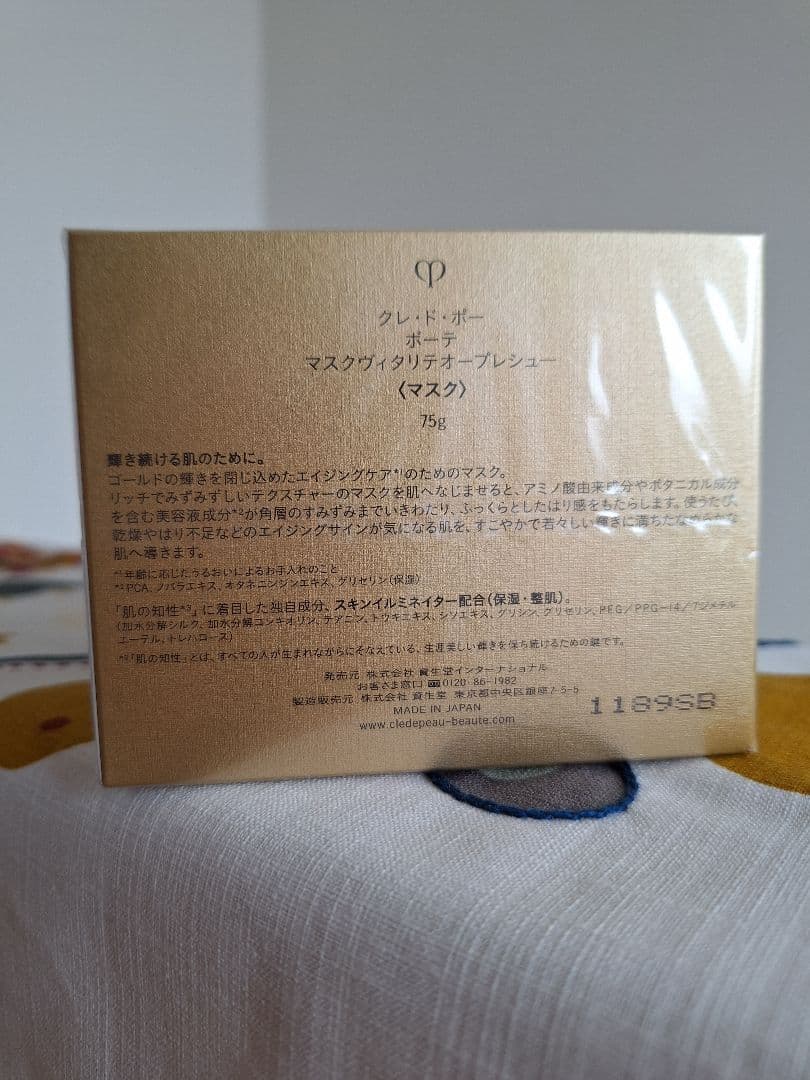 クレ・ド・ポー
ボーテ
マスクヴィタリテオープレシュー
〈マスク〉
75g
輝き続ける肌のために。
ゴールドの輝きを閉じ込めたエイジングケア*¹のためのマスク。
リッチでみずみずしいテクスチャーのマスクを肌へなじませると、アミノ酸由来成分やボタニカル成分
を含む美容液成分*²が角層のすみずみまでいきわたり、ふっくらとしたはり感をもたらします。使うたび、
乾燥やはり不足などのエイジングサインが気になる肌を、すこやかで若々しい輝きに満ちた
肌へ導きます。
*¹年齢に応じたうるおいによるお手入れのこと
*²PCA、ノバラエキス、オタネニンジンエキス、グリセリン(保湿)
「肌の知性*³」に着目した独自成分、スキンイルミネイター配合(保湿・整肌)。
(加水分解シルク、加水分解コンキオリン、テアニン、トウキエキス、シソエキス、グリシン、グリセリン、PEG/PPG-14/7ジメチル
エーテル、トレハロース)
*³「肌の知性」とは、すべての人が生まれながらにそなえている、生涯美しい輝きを保ち続けるための鍵です。
発売元 株式会社 資生堂インターナショナル
お客さま窓口 0120-86-1982
製造販売元 株式会社 資生堂 東京都中央区銀座7-5-5
MADE IN JAPAN
www.cledepeau-beaute.com
1189SB